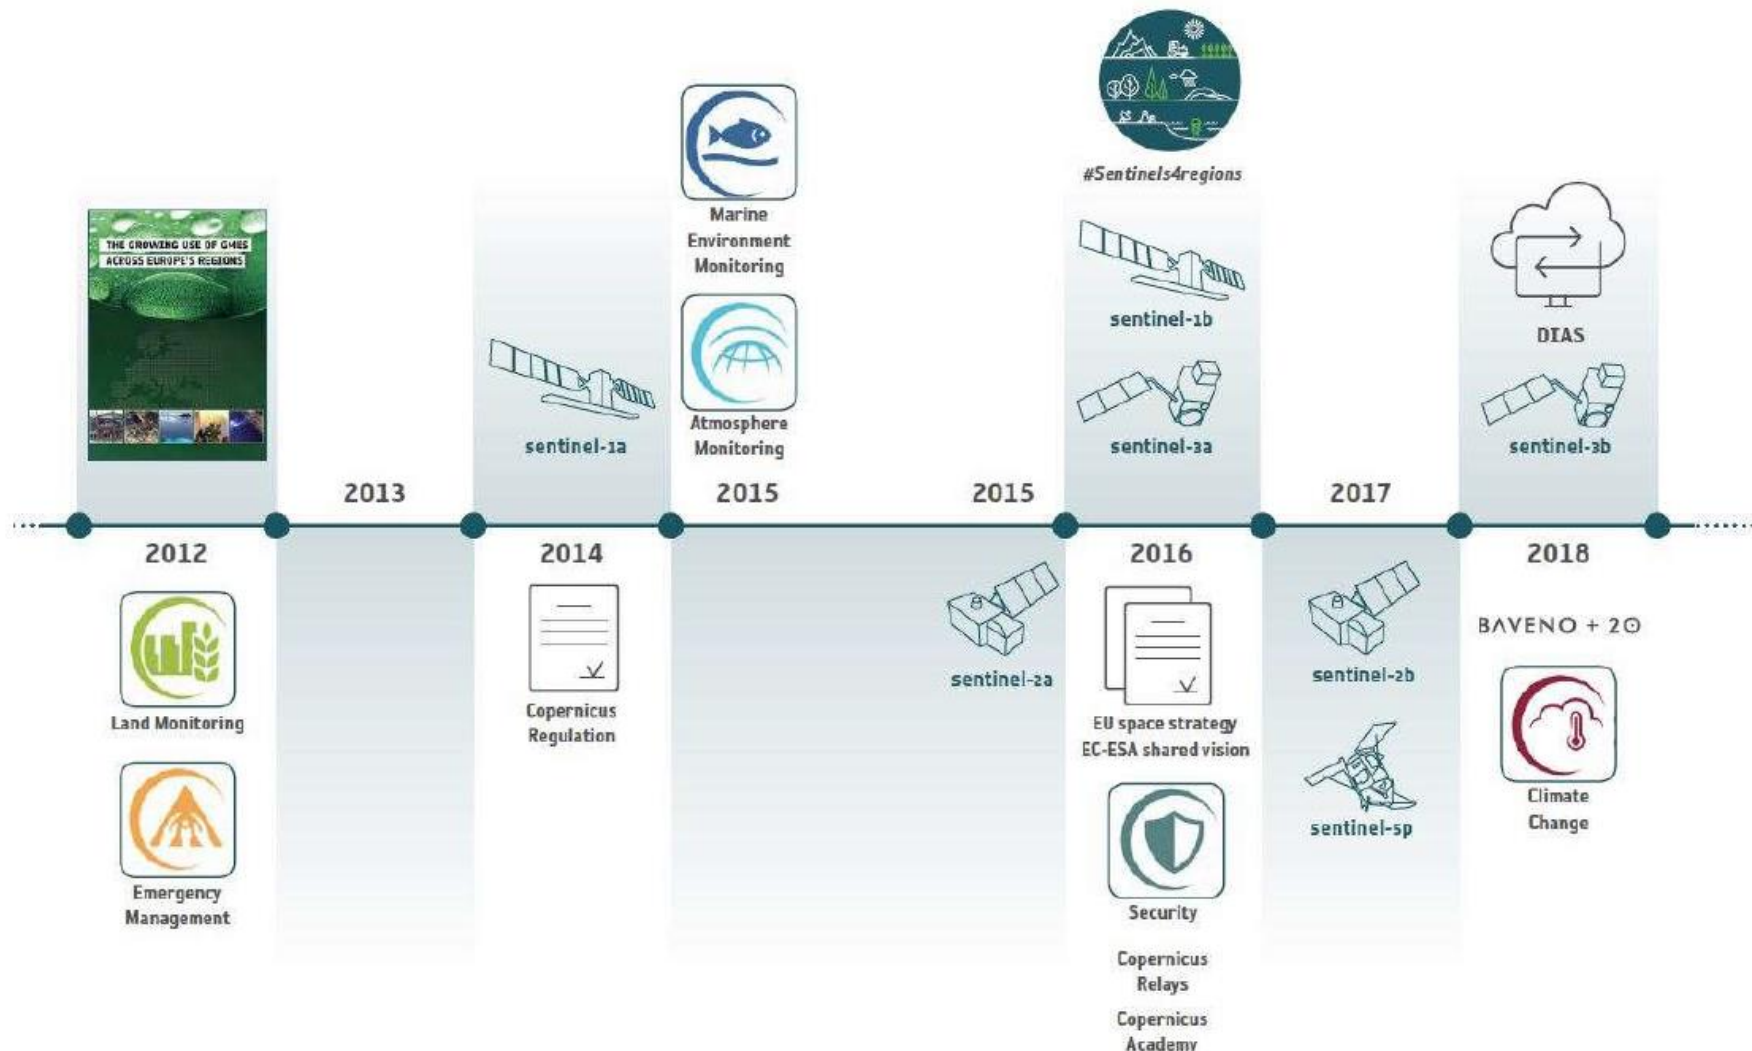 THE GROWING USE OF GMES
ACROSS EUROPE'S REGIONS
2012
Land Monitoring
Emergency
Management
2013
sentinel-1a
2014
Copernicus
Regulation
Marine
Environment
Monitoring
Atmosphere
Monitoring
2015
2015
sentinel-2a
#Sentinels4regions
sentinel-1b
sentinel-3a
2016
EU space strategy
EC-ESA shared vision
Security
Copernicus
Relays
Copernicus
Academy
2017
sentinel-2b
sentinel-5p
DIAS
sentinel-3b
2018
BAVENO + 20
Climate
Change